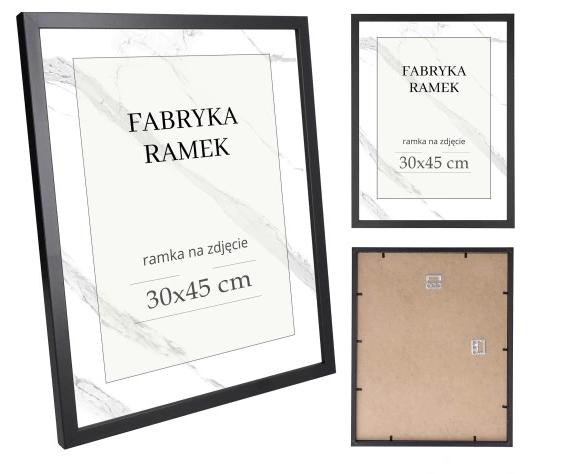 FABRYKA
RAMEK
ramka na zdjęcie
30x45 cm
FABRYKA
RAMEK
ramka na zdjęcie
30x45 cm